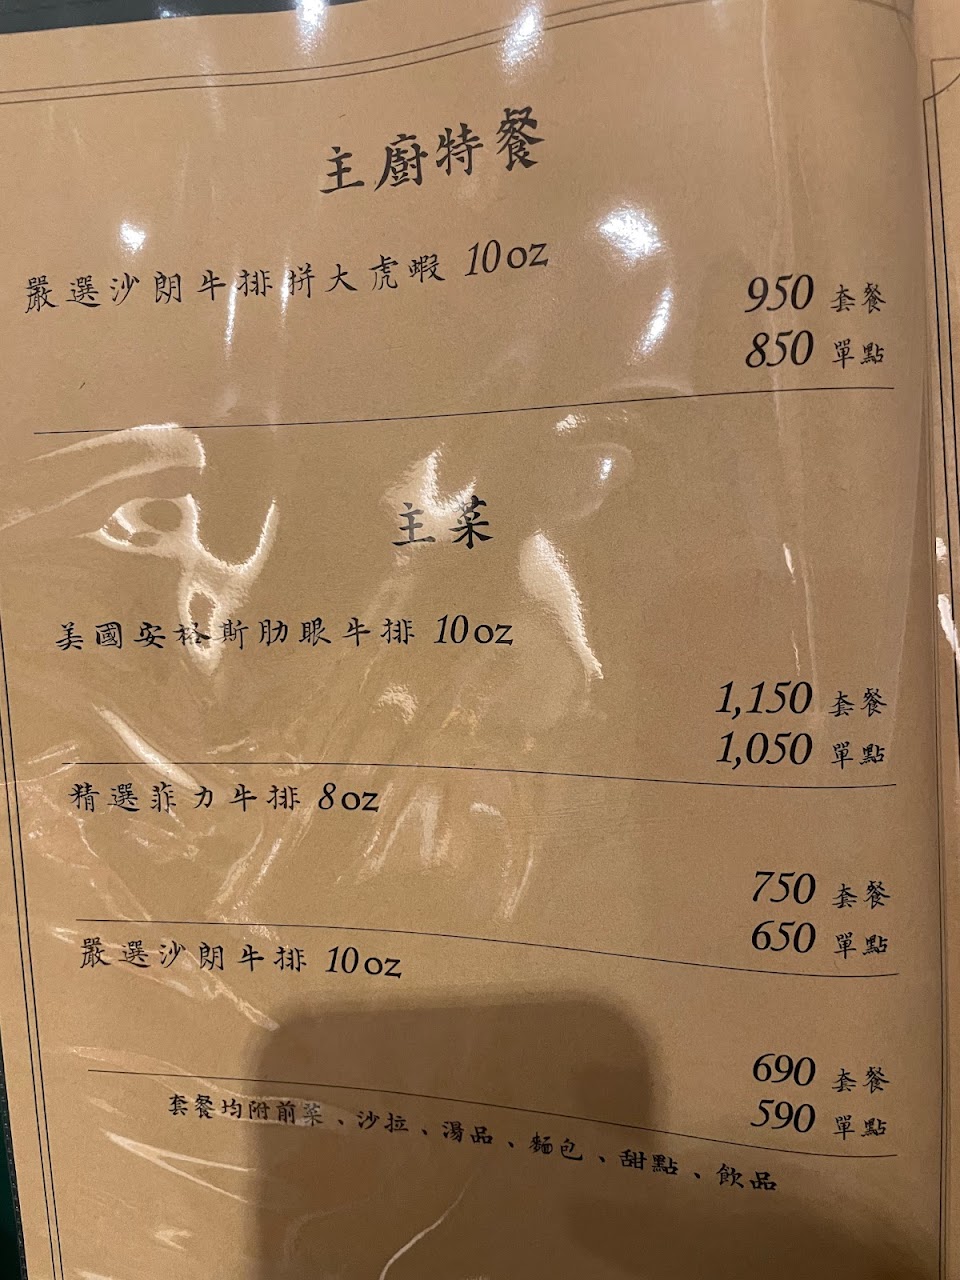 主廚特餐
嚴選沙朗牛排拼大虎蝦 10oz
950 套餐
850 單點
主菜
美國安格斯肋眼牛排 10oz
1,150 套餐
1,050 單點
精選菲力牛排 8oz
750 套餐
650 單點
嚴選沙朗牛排 10oz
690 套餐
590 單點
套餐均附前菜、沙拉、湯品、麵包、甜點、飲品